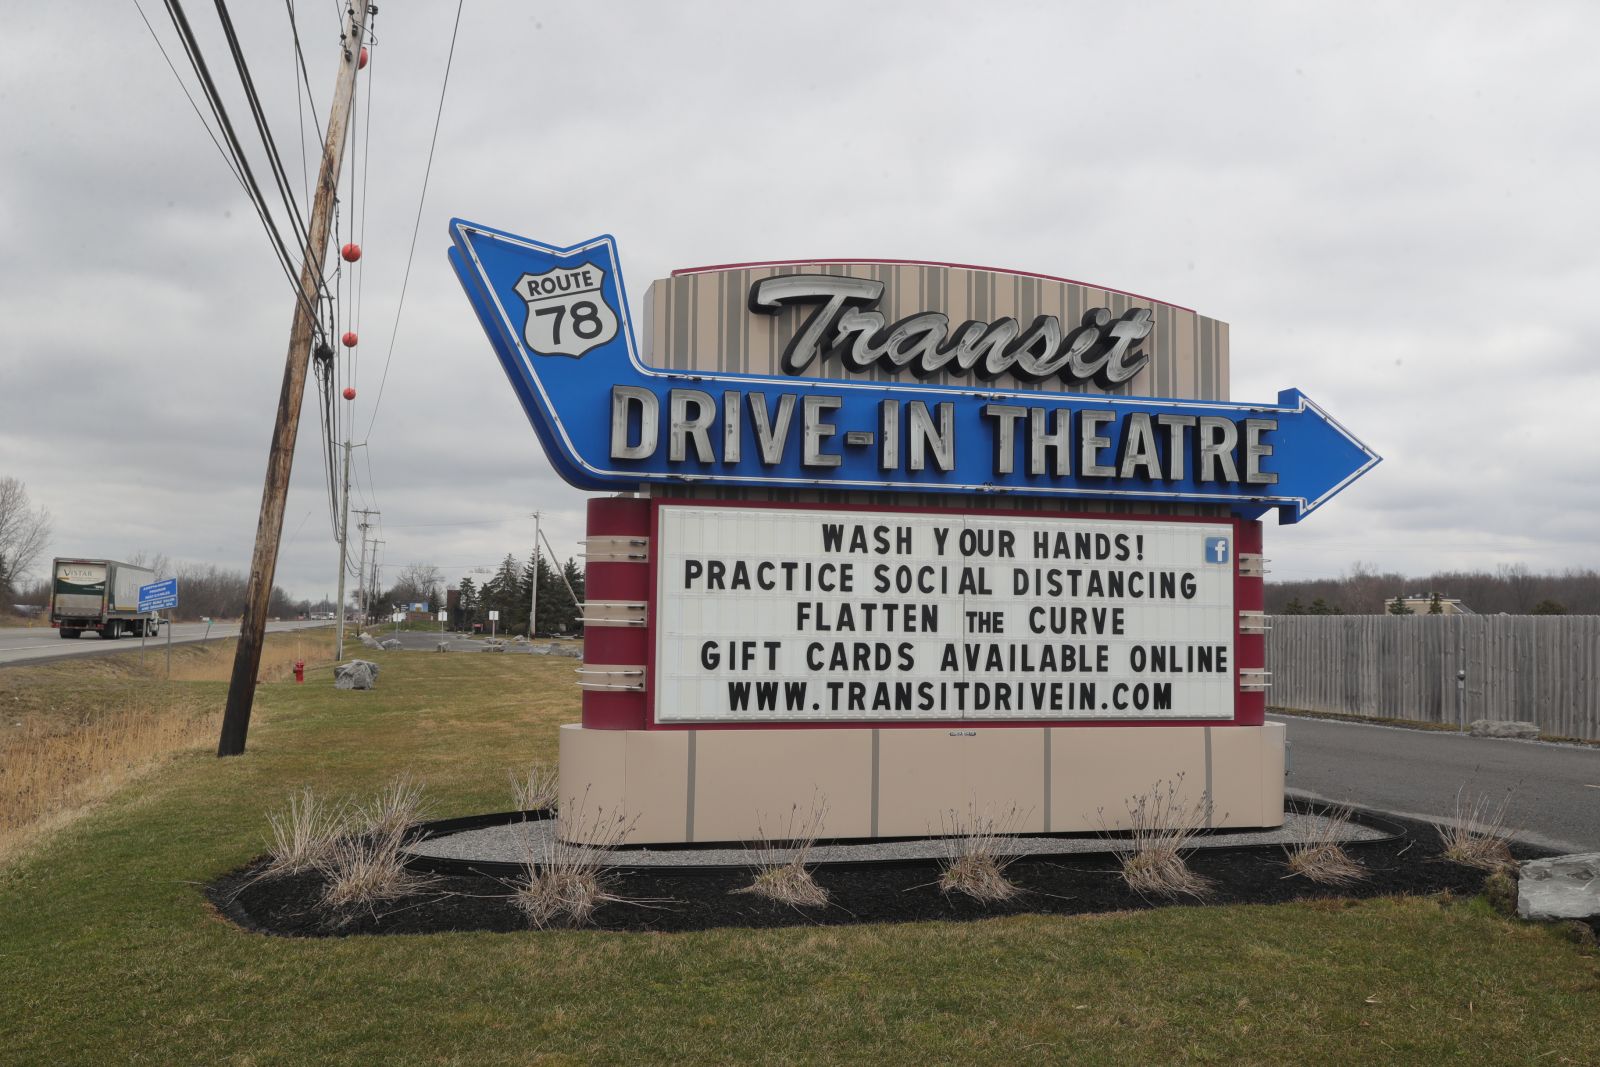 ROUTE
78
Transit
DRIVE-IN THEATRE
WASH YOUR HANDS!
f
PRACTICE SOCIAL DISTANCING
FLATTEN THE CURVE
GIFT CARDS AVAILABLE ONLINE
WWW.TRANSITDRIVEIN.COM
VISTAR